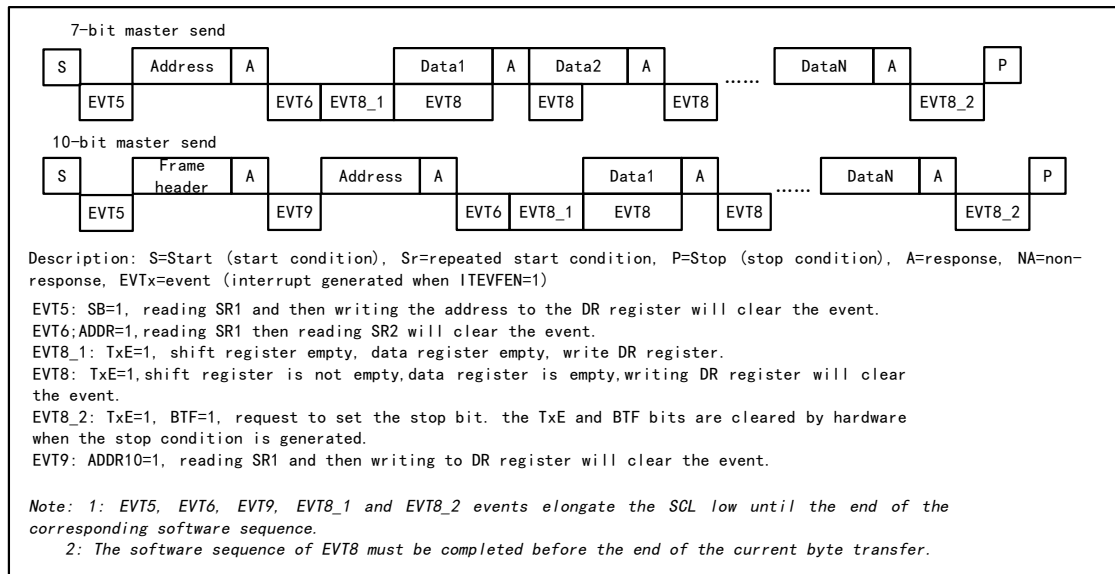 7-bit master send
S Address A Data1 A Data2 A ...... DataN A P
EVT5 EVT6 EVT8_1 EVT8 EVT8 EVT8 EVT8_2
10-bit master send
S Frame header A Address A Data1 A ...... DataN A P
EVT5 EVT9 EVT6 EVT8_1 EVT8 EVT8 EVT8_2
Description: S=Start (start condition), Sr=repeated start condition, P=Stop (stop condition), A=response, NA=non-
response, EVTx=event (interrupt generated when ITEVFEN=1)
EVT5: SB=1, reading SR1 and then writing the address to the DR register will clear the event.
EVT6;ADDR=1,reading SR1 then reading SR2 will clear the event.
EVT8_1: TxE=1, shift register empty, data register empty, write DR register.
EVT8: TxE=1,shift register is not empty,data register is empty,writing DR register will clear
the event.
EVT8_2: TxE=1, BTF=1, request to set the stop bit. the TxE and BTF bits are cleared by hardware
when the stop condition is generated.
EVT9: ADDR10=1, reading SR1 and then writing to DR register will clear the event.
Note: 1: EVT5, EVT6, EVT9, EVT8_1 and EVT8_2 events elongate the SCL low until the end of the
corresponding software sequence.
2: The software sequence of EVT8 must be completed before the end of the current byte transfer.